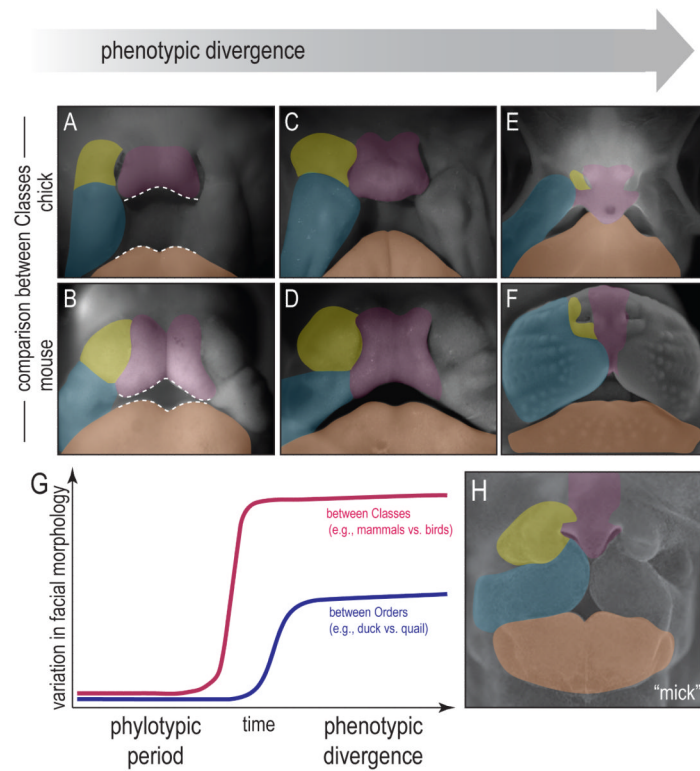 phenotypic divergence
comparison between Classes
chick
mouse
A
C
E
B
D
F
G
variation in facial morphology
between Classes
(e.g., mammals vs. birds)
between Orders
(e.g., duck vs. quail)
phylotypic
period
time
phenotypic
divergence
H
“mick”